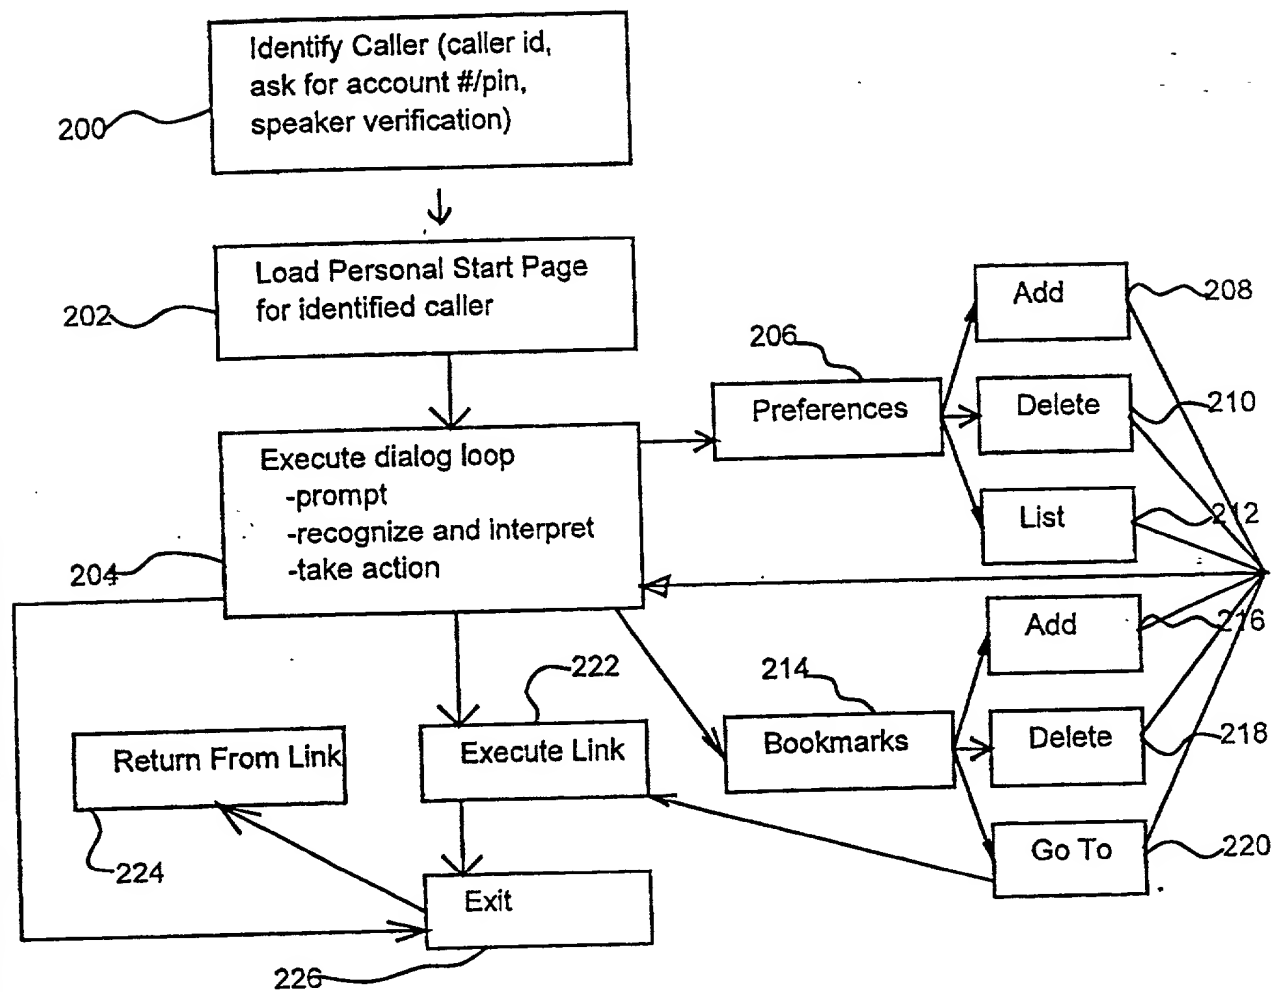 Identify Caller (caller id,
ask for account #/pin,
speaker verification)
200
Load Personal Start Page
for identified caller
202
Execute dialog loop
-prompt
-recognize and interpret
-take action
204
206
Preferences
Add
208
Delete
210
List
212
214
Bookmarks
Add
216
Delete
218
Go To
220
222
Execute Link
Return From Link
224
Exit
226